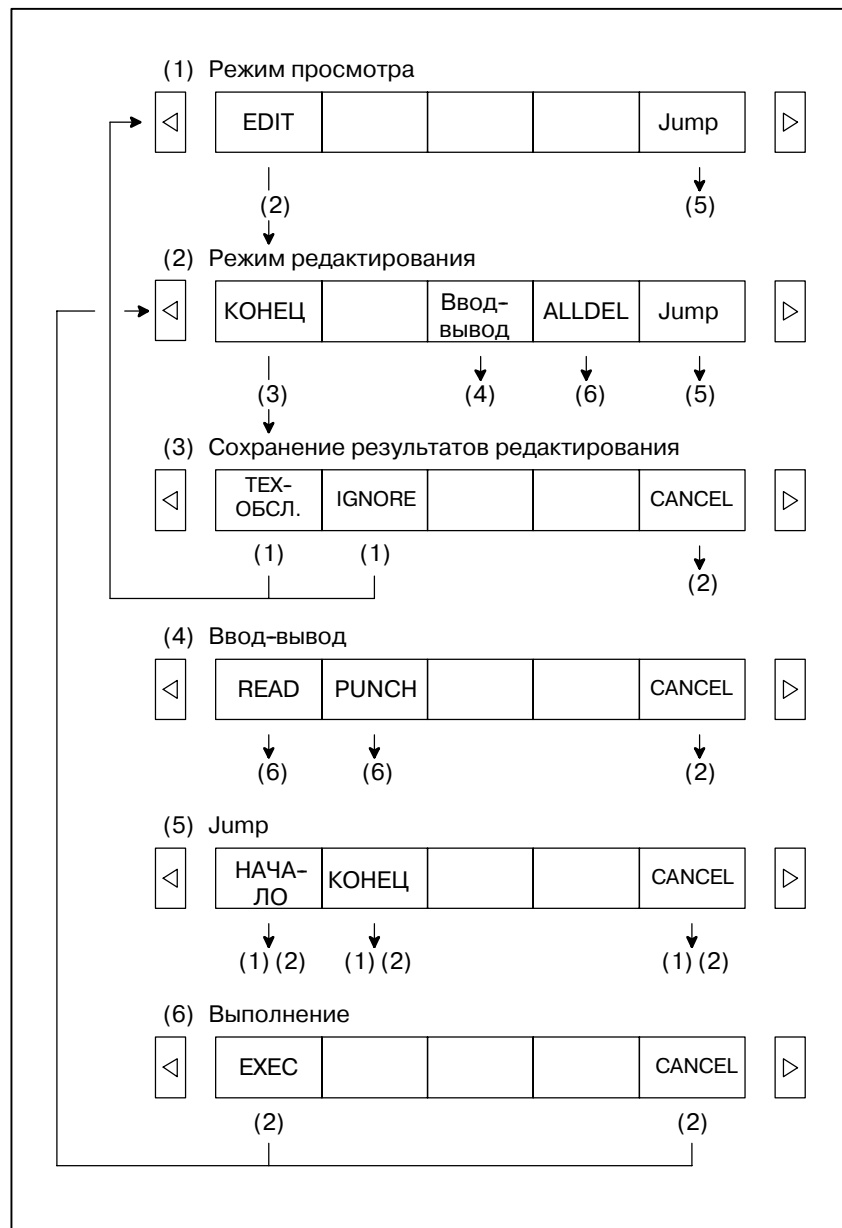 (1) Режим просмотра
EDIT Jump
(2) (5)
(2) Режим редактирования
КОНЕЦ Ввод-вывод ALLDEL Jump
(3) (4) (6) (5)
(3) Сохранение результатов редактирования
ТЕХ-ОБСЛ. IGNORE CANCEL
(1) (1) (2)
(4) Ввод-вывод
READ PUNCH CANCEL
(6) (6) (2)
(5) Jump
НАЧА-ЛО КОНЕЦ CANCEL
(1) (2) (1) (2) (1) (2)
(6) Выполнение
EXEC CANCEL
(2) (2)